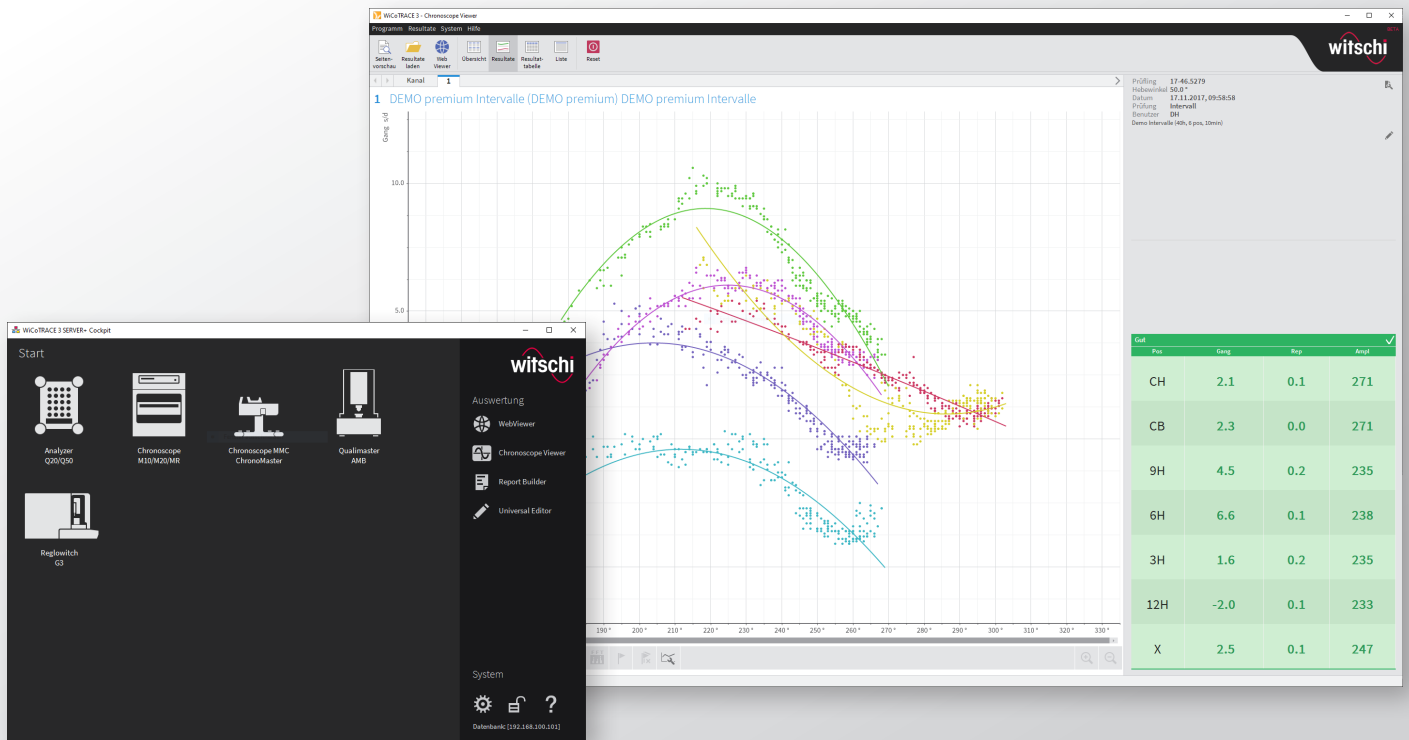 WiCoTRACE 3 - Chronoscope Viewer
Programm Resultate System Hilfe
BETA
witschi
Seiten-
vorschau
Resultate
laden
Web
Viewer
Übersicht
Resultate
Resultat-
tabelle
Liste
Reset
Kanal 1
1 DEMO premium Intervalle (DEMO premium) DEMO premium Intervalle
Gang s/d
10.0
5.0
190 ° 200 ° 210 ° 220 ° 230 ° 240 ° 250 ° 260 ° 270 ° 280 ° 290 ° 300 ° 310 ° 320 ° 330 °
Prüfling 17-46.5279
Hebewinkel 50.0 °
Datum 17.11.2017, 09:58:58
Prüfung Intervall
Benutzer DH
Demo Intervalle (40h, 6 pos, 10min)
Gut
Pos Gang Rep Ampl
CH 2.1 0.1 271
CB 2.3 0.0 271
9H 4.5 0.2 235
6H 6.6 0.1 238
3H 1.6 0.2 235
12H -2.0 0.1 233
X 2.5 0.1 247
WiCoTRACE 3 SERVER+ Cockpit
Start
Analyzer
Q20/Q50
Chronoscope
M10/M20/MR
Chronoscope MMC
ChronoMaster
Qualimaster
AMB
Reglowitch
G3
witschi
Auswertung
WebViewer
Chronoscope Viewer
Report Builder
Universal Editor
System
?
Datenbank: [192.168.100.101]